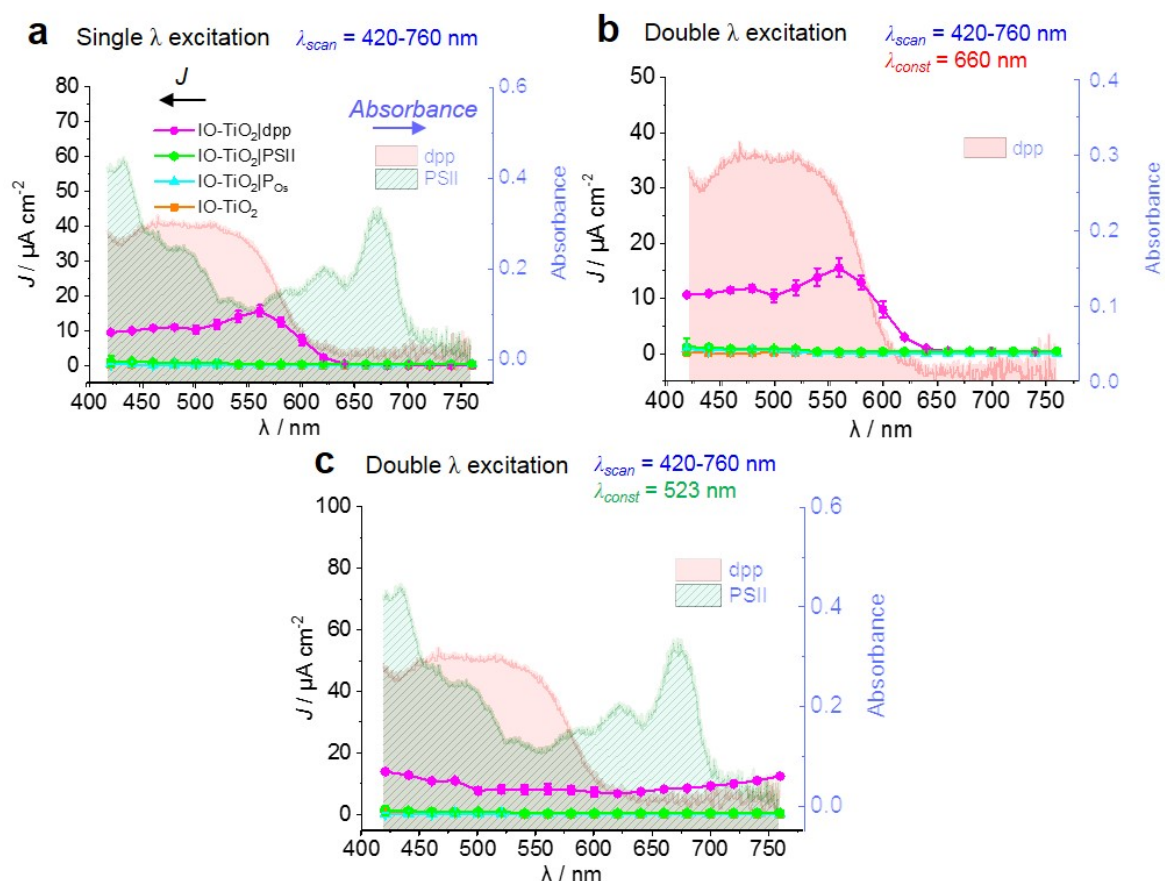 a Single λ excitation λscan = 420-760 nm
J
Absorbance
IO-TiO2|dpp
IO-TiO2|PSII
IO-TiO2|POs
IO-TiO2
dpp
PSII
80
70
60
50
40
30
20
10
0
J / µA cm-2
0.6
0.4
0.2
0.0
Absorbance
400 450 500 550 600 650 700 750
λ / nm
b Double λ excitation λscan = 420-760 nm
λconst = 660 nm
dpp
50
45
40
35
30
25
20
15
10
5
0
J / µA cm-2
0.4
0.3
0.2
0.1
0.0
Absorbance
400 450 500 550 600 650 700 750
λ / nm
c Double λ excitation λscan = 420-760 nm
λconst = 523 nm
dpp
PSII
100
80
60
40
20
0
J / µA cm-2
0.6
0.4
0.2
0.0
Absorbance
400 450 500 550 600 650 700 750
λ / nm